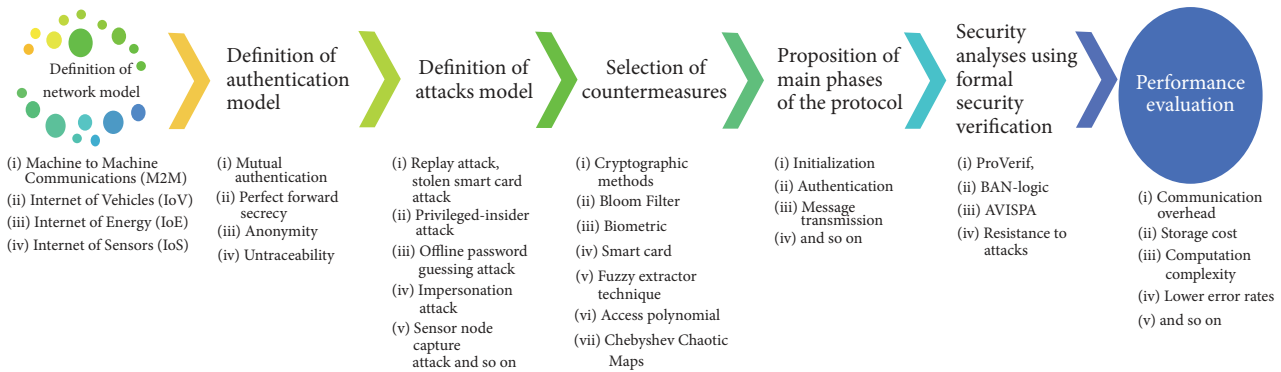 Definition of
network model
(i) Machine to Machine
Communications (M2M)
(ii) Internet of Vehicles (IoV)
(iii) Internet of Energy (IoE)
(iv) Internet of Sensors (IoS)
Definition of
authentication
model
(i) Mutual
authentication
(ii) Perfect forward
secrecy
(iii) Anonymity
(iv) Untraceability
Definition of
attacks model
(i) Replay attack,
stolen smart card
attack
(ii) Privileged-insider
attack
(iii) Offline password
guessing attack
(iv) Impersonation
attack
(v) Sensor node
capture
attack and so on
Selection of
countermeasures
(i) Cryptographic
methods
(ii) Bloom Filter
(iii) Biometric
(iv) Smart card
(v) Fuzzy extractor
technique
(vi) Access polynomial
(vii) Chebyshev Chaotic
Maps
Proposition of
main phases
of the protocol
(i) Initialization
(ii) Authentication
(iii) Message
transmission
(iv) and so on
Security
analyses using
formal
security
verification
(i) ProVerif,
(ii) BAN-logic
(iii) AVISPA
(iv) Resistance to
attacks
Performance
evaluation
(i) Communication
overhead
(ii) Storage cost
(iii) Computation
complexity
(iv) Lower error rates
(v) and so on